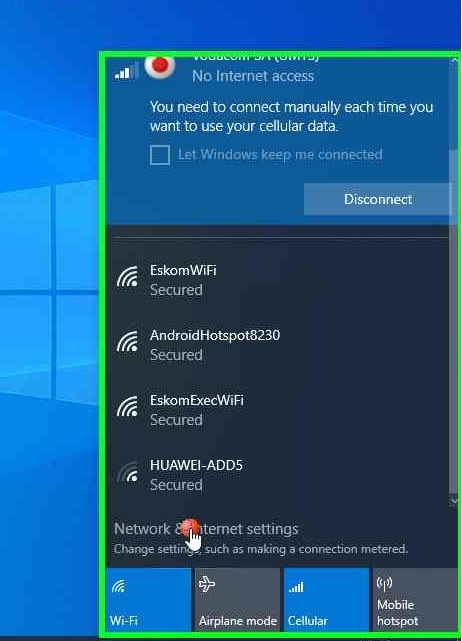 Vodacom SA (UMTS)
No Internet access
You need to connect manually each time you
want to use your cellular data.
Let Windows keep me connected
Disconnect
EskomWiFi
Secured
AndroidHotspot8230
Secured
EskomExecWiFi
Secured
HUAWEI-ADD5
Secured
Network & Internet settings
Change settings, such as making a connection metered.
Wi-Fi
Airplane mode
Cellular
Mobile
hotspot